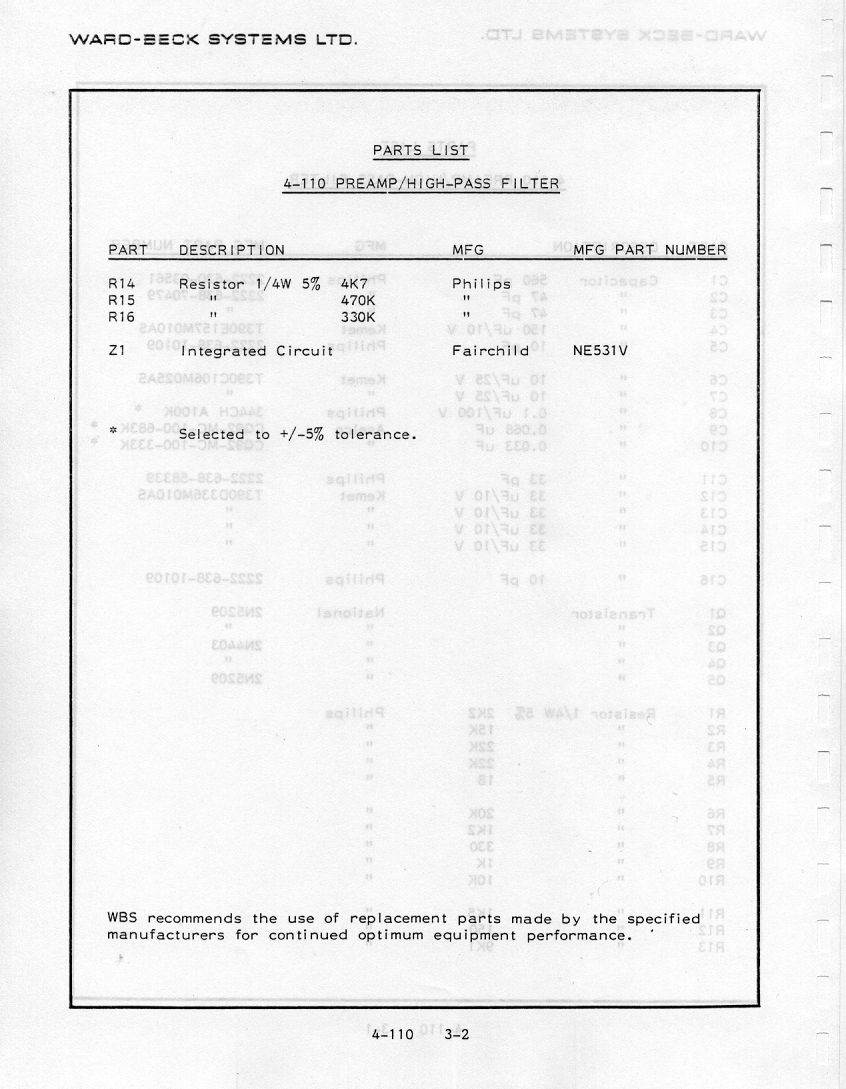 WARD-BECK SYSTEMS LTD.
PARTS LIST
4-110 PREAMP/HIGH-PASS FILTER
PART DESCRIPTION MFG MFG PART NUMBER
R14 Resistor 1/4W 5% 4K7 Philips
R15 " 470K "
R16 " 330K "
Z1 Integrated Circuit Fairchild NE531V
* Selected to +/-5% tolerance.
WBS recommends the use of replacement parts made by the specified
manufacturers for continued optimum equipment performance.
4-110 3-2